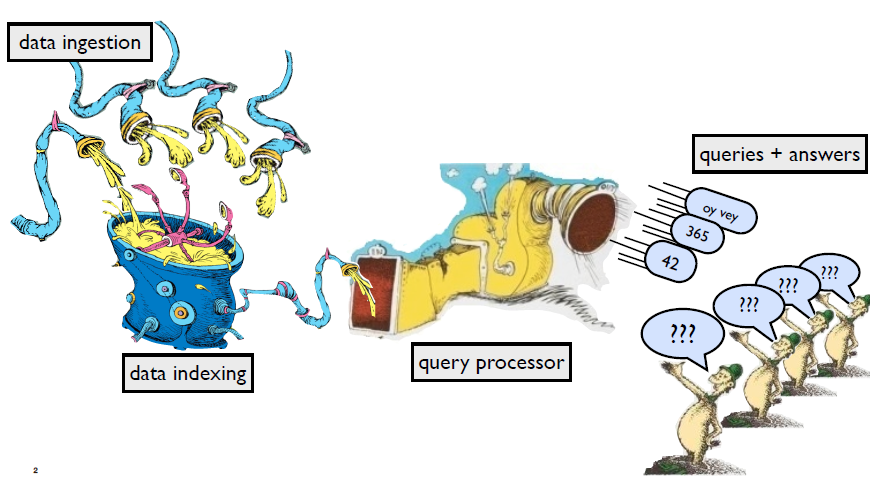 data ingestion
queries + answers
oy vey
365
42
???
???
???
???
query processor
data indexing
2